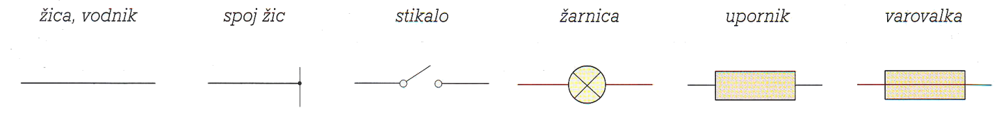 žica, vodnik spoj žic stikalo žarnica upornik varovalka